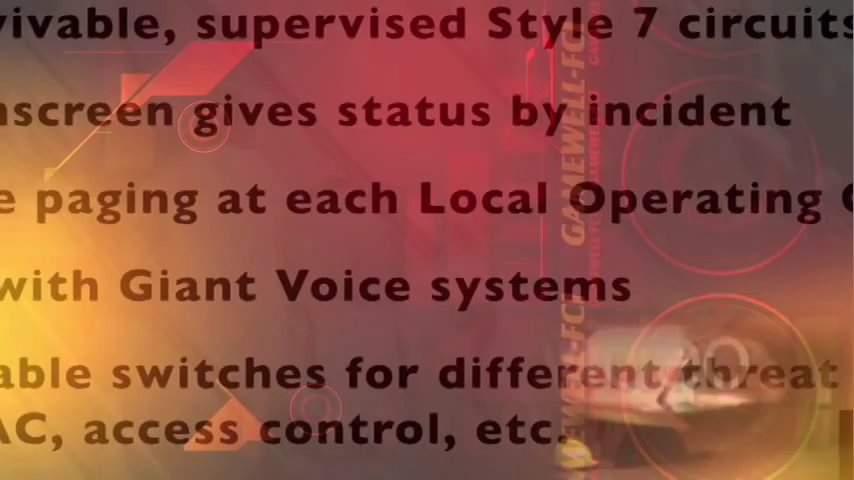 vivable, supervised Style 7 circuits
nscreen gives status by incident
e paging at each Local Operating
with Giant Voice systems
able switches for different threat
AC, access control, etc.
GAMEWELL-FCI